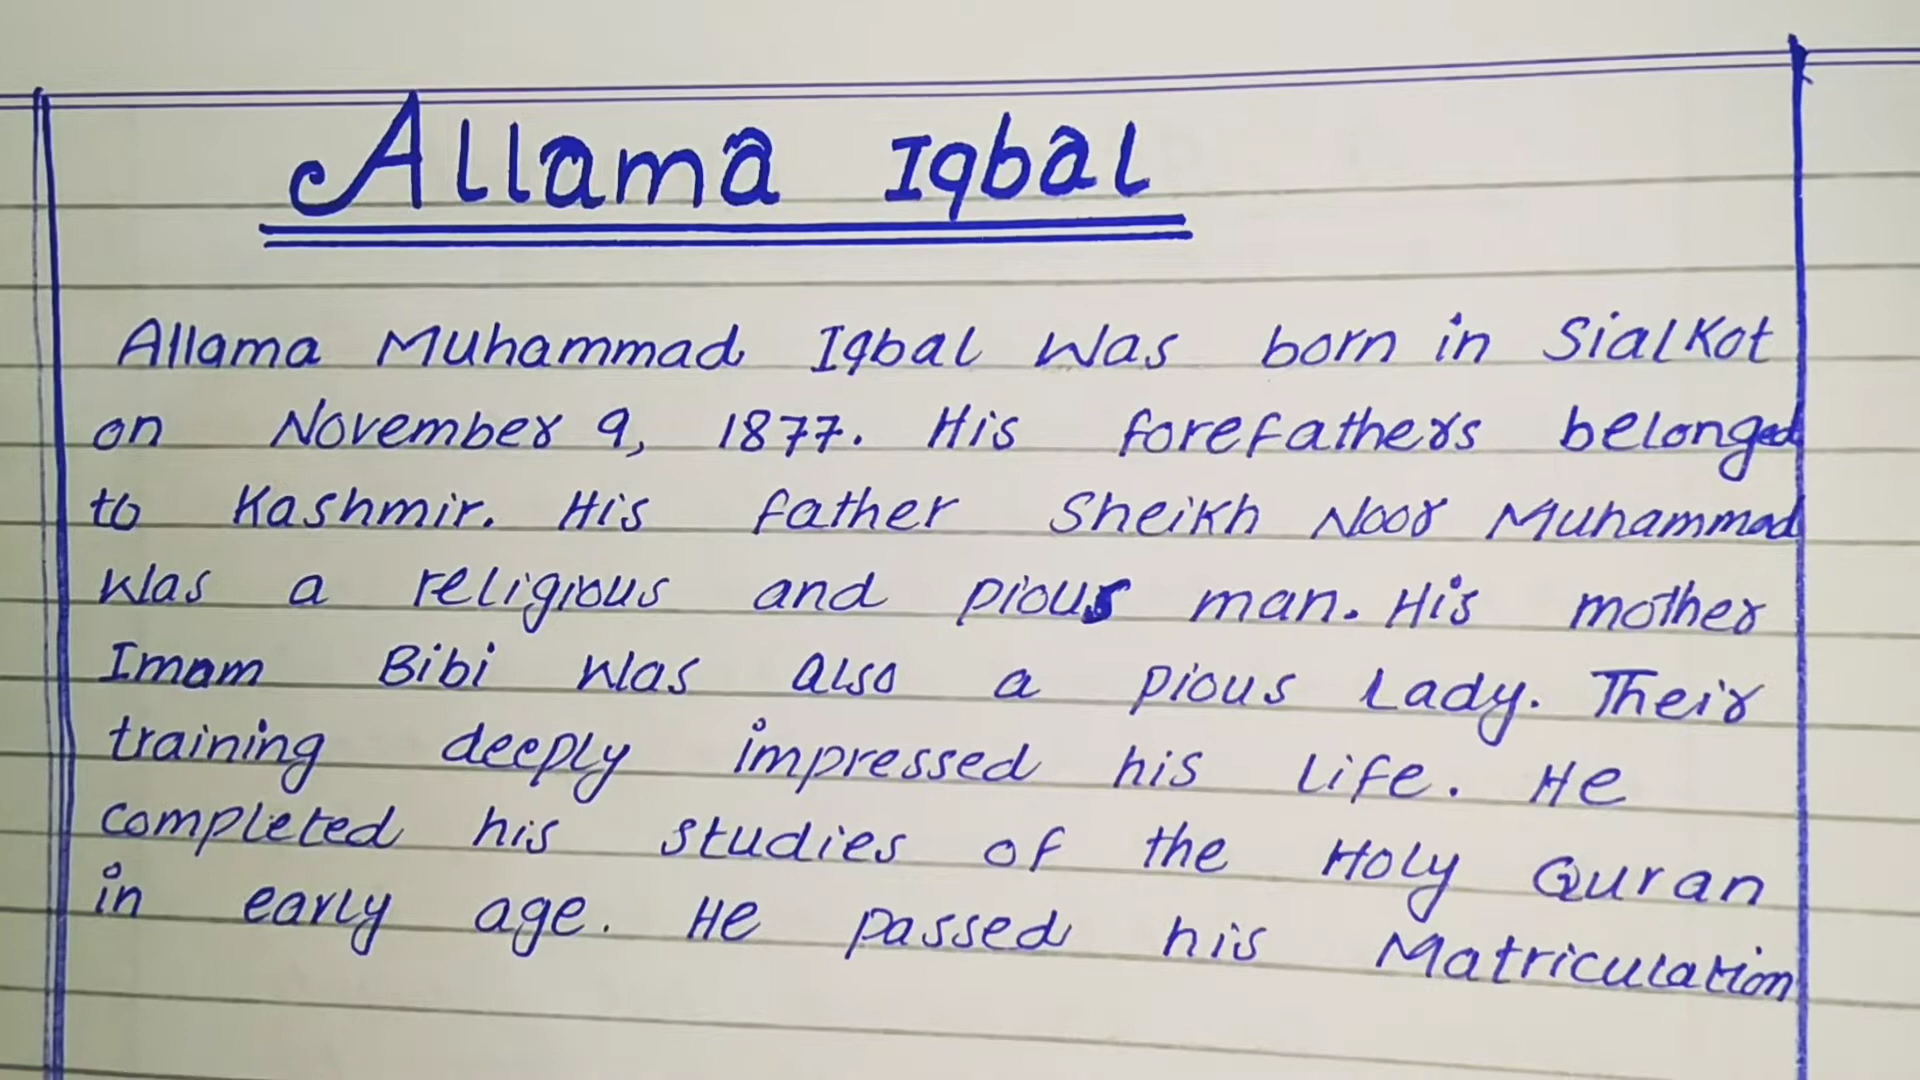 Allama Iqbal
Allama Muhammad Iqbal was born in Sialkot
on November 9, 1877. His forefathers belonged
to Kashmir. His father Sheikh Noor Muhammad
was a religious and pious man. His mother
Imam Bibi was also a pious Lady. Their
training deeply impressed his life. He
completed his studies of the Holy Quran
in early age. He passed his Matriculation